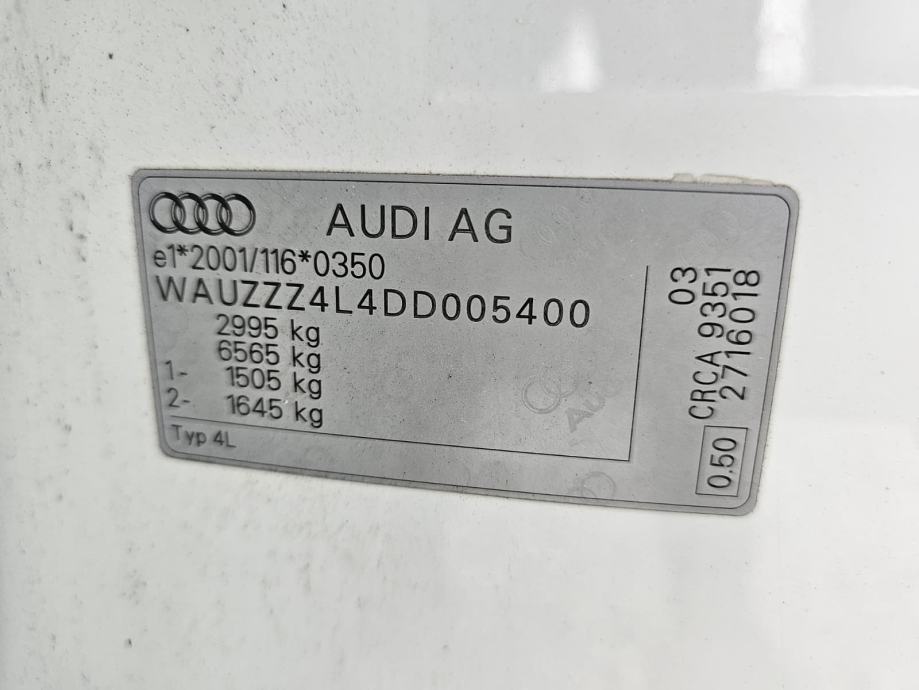 AUDI AG
e1*2001/116*0350
WAUZZZ4L4DD005400
2995 kg
6565 kg
1- 1505 kg
2- 1645 kg
Typ 4L
03
CRCA 9351
2716018
0.50